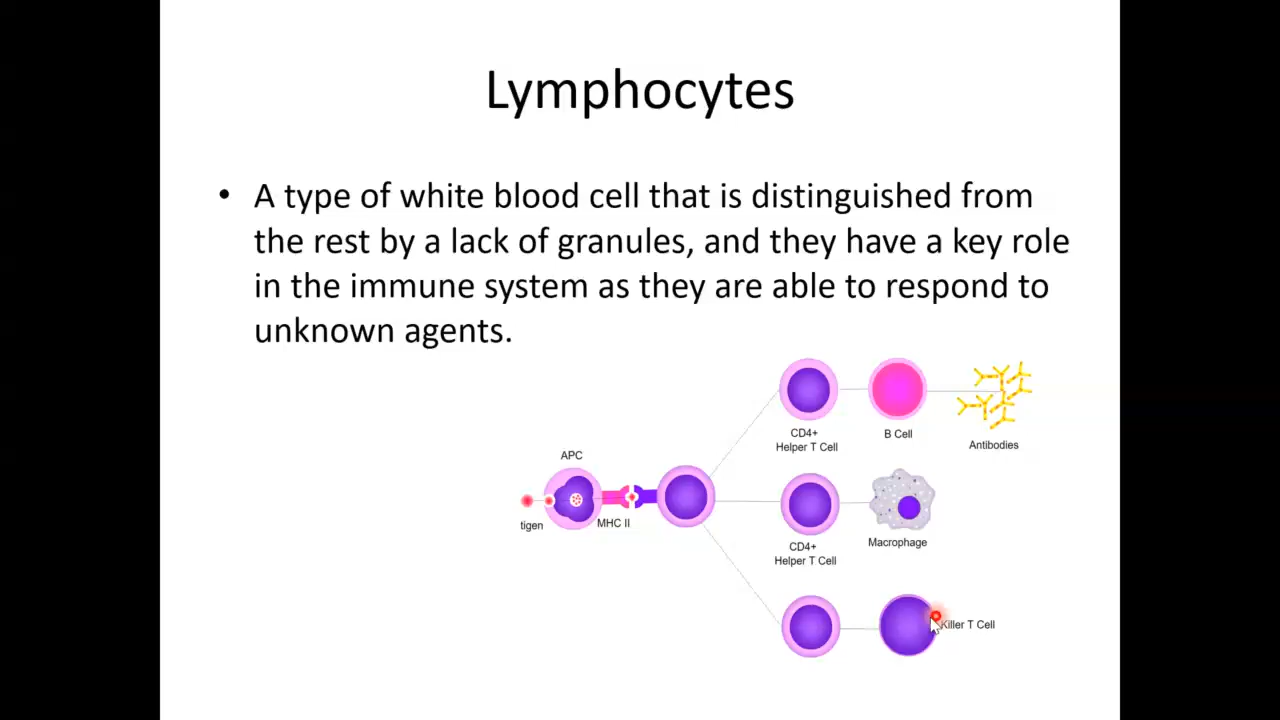 Lymphocytes
• A type of white blood cell that is distinguished from
the rest by a lack of granules, and they have a key role
in the immune system as they are able to respond to
unknown agents.
CD4+
Helper T Cell
B Cell
Antibodies
APC
tigen
MHC II
CD4+
Helper T Cell
Macrophage
Killer T Cell